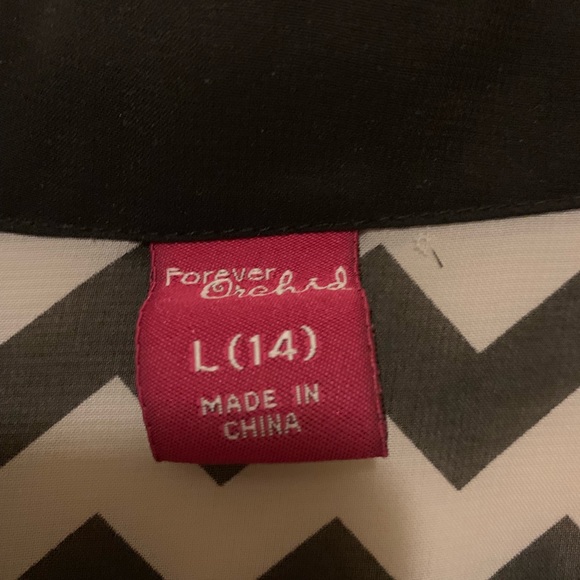 Forever
Orchid
L (14)
MADE IN
CHINA